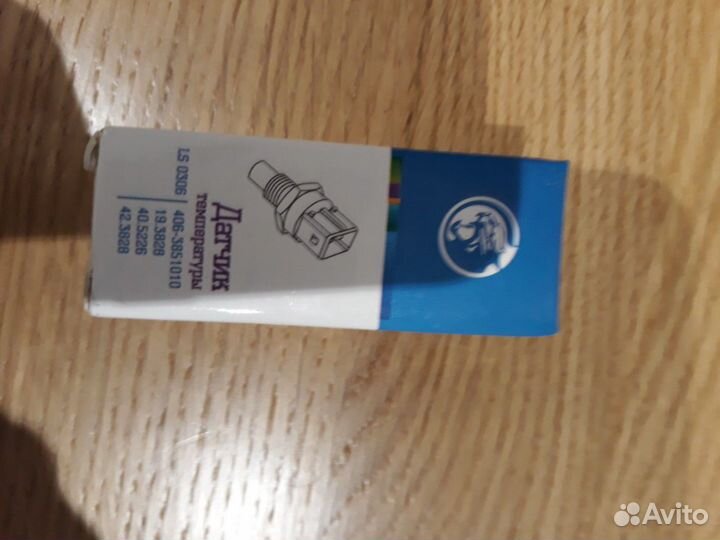 Датчик
температуры
LS 0306
406-3851010
19.3828
40.5226
42.3828
Avito